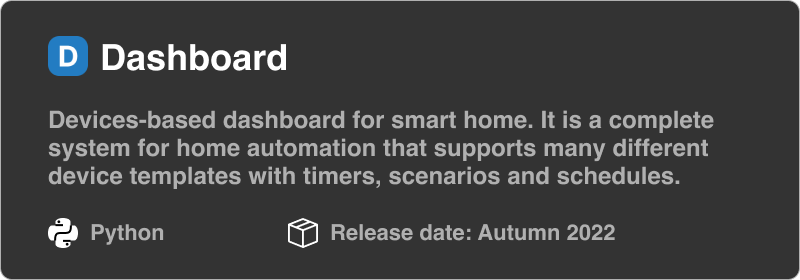 D Dashboard
Devices-based dashboard for smart home. It is a complete
system for home automation that supports many different
device templates with timers, scenarios and schedules.
Python Release date: Autumn 2022